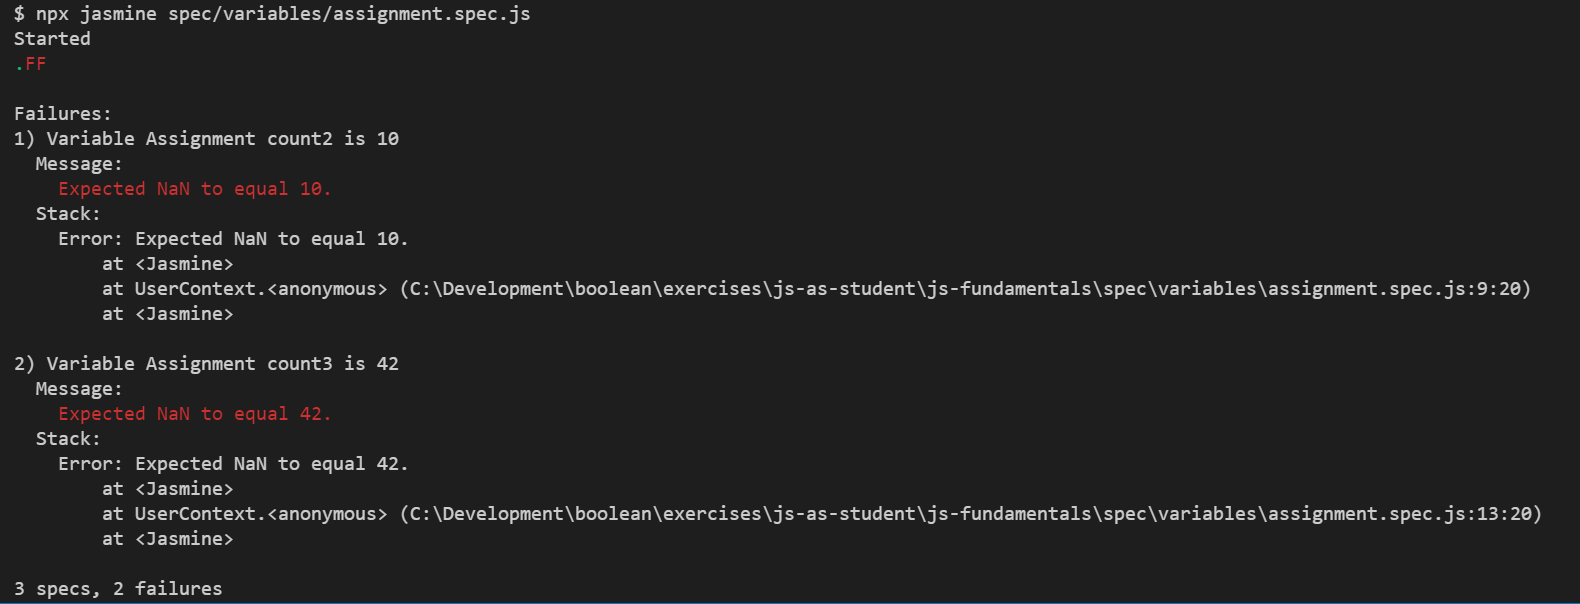 $ npx jasmine spec/variables/assignment.spec.js
Started
.FF

Failures:
1) Variable Assignment count2 is 10
  Message:
    Expected NaN to equal 10.
  Stack:
    Error: Expected NaN to equal 10.
        at <Jasmine>
        at UserContext.<anonymous> (C:\Development\boolean\exercises\js-as-student\js-fundamentals\spec\variables\assignment.spec.js:9:20)
        at <Jasmine>

2) Variable Assignment count3 is 42
  Message:
    Expected NaN to equal 42.
  Stack:
    Error: Expected NaN to equal 42.
        at <Jasmine>
        at UserContext.<anonymous> (C:\Development\boolean\exercises\js-as-student\js-fundamentals\spec\variables\assignment.spec.js:13:20)
        at <Jasmine>

3 specs, 2 failures